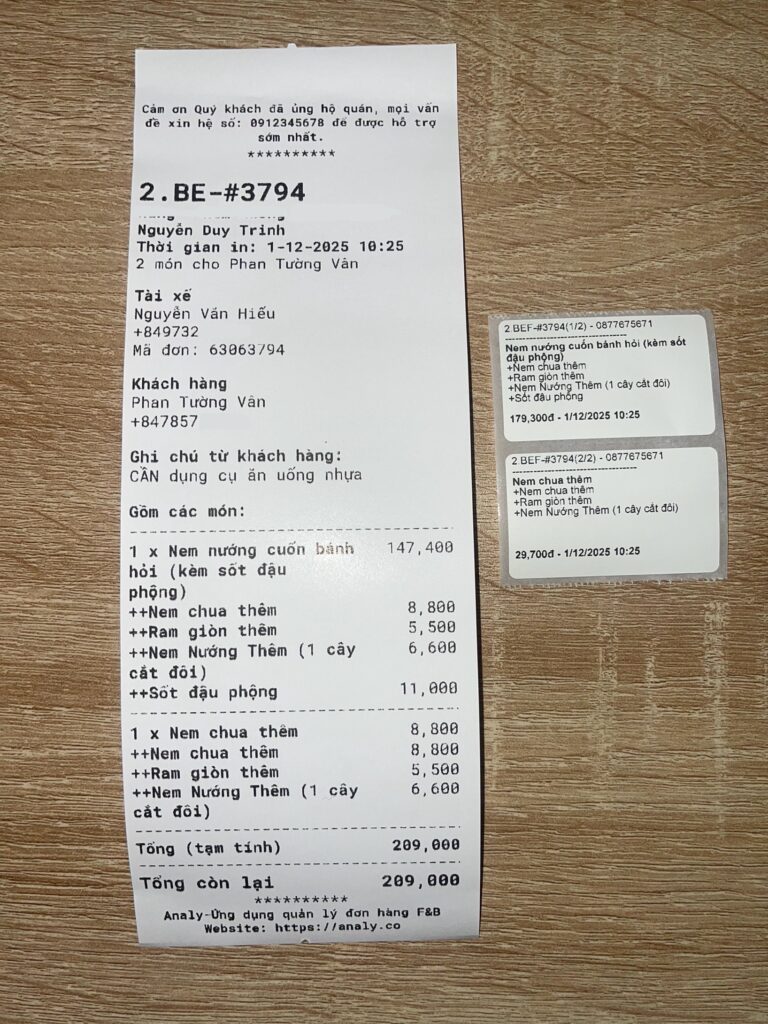 Cảm ơn Quý khách đã ủng hộ quán, mọi vấn
đề xin hệ số: 0912345678 để được hỗ trợ
sớm nhất.
**********
2.BE-#3794
Nguyễn Duy Trinh
Thời gian in: 1-12-2025 10:25
2 món cho Phan Tường Vân
Tài xế
Nguyễn Văn Hiếu
+849732
Mã đơn: 63063794
Khách hàng
Phan Tường Vân
+847857
Ghi chú từ khách hàng:
CẦN dụng cụ ăn uống nhựa
Gồm các món:
1 x Nem nướng cuốn bánh 147,400
hỏi (kèm sốt đậu
phộng)
++Nem chua thêm 8,800
++Ram giòn thêm 5,500
++Nem Nướng Thêm (1 cây 6,600
cắt đôi)
++Sốt đậu phộng 11,000
1 x Nem chua thêm 8,800
++Nem chua thêm 8,800
++Ram giòn thêm 5,500
++Nem Nướng Thêm (1 cây 6,600
cắt đôi)
Tổng (tạm tính) 209,000
Tổng còn lại 209,000
**********
Analy-Ứng dụng quản lý đơn hàng F&B
Website: https://analy.co
2.BEF-#3794(1/2) - 0877675671
Nem nướng cuốn bánh hỏi (kèm sốt
đậu phộng)
+Nem chua thêm
+Ram giòn thêm
+Nem Nướng Thêm (1 cây cắt đôi)
+Sốt đậu phộng
179,300đ - 1/12/2025 10:25
2.BEF-#3794(2/2) - 0877675671
Nem chua thêm
+Nem chua thêm
+Ram giòn thêm
+Nem Nướng Thêm (1 cây cắt đôi)
29,700đ - 1/12/2025 10:25